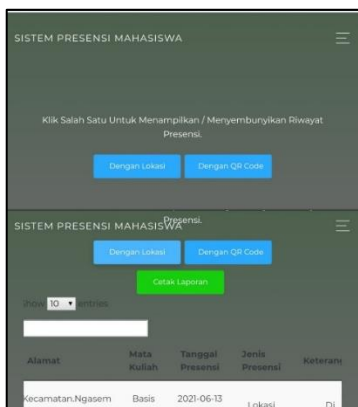 SISTEM PRESENSI MAHASISWA
Klik Salah Satu Untuk Menampilkan / Menyembunyikan Riwayat
Presensi.
Dengan Lokasi Dengan QR Code
Presensi.
SISTEM PRESENSI MAHASISWA
Dengan Lokasi Dengan QR Code
Cetak Laporan
Show 10 entries
Alamat Mata Kuliah Tanggal Presensi Jenis Presensi Keteran
Kecamatan.Ngasem Basis 2021-06-13 Lokasi Di